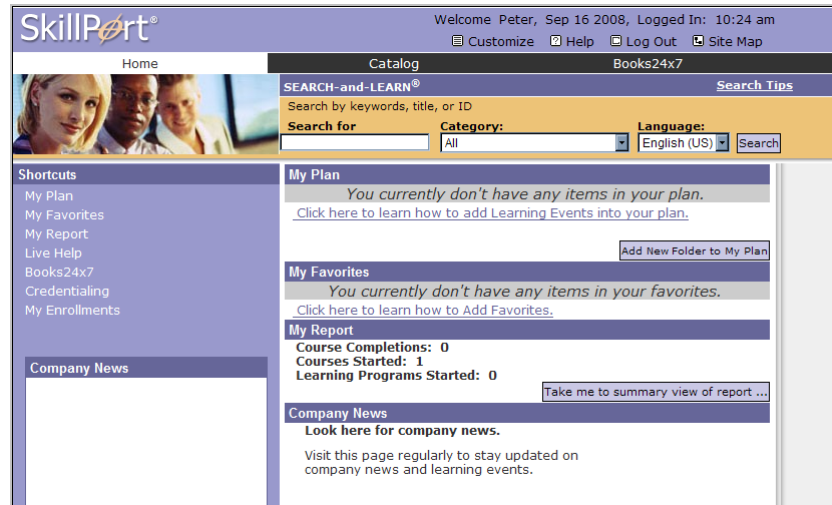 SkillPort®
Welcome Peter, Sep 16 2008, Logged In: 10:24 am
Customize Help Log Out Site Map
Home Catalog Books24x7
SEARCH-and-LEARN® Search Tips
Search by keywords, title, or ID
Search for Category: Language:
All English (US) Search
Shortcuts
My Plan
My Favorites
My Report
Live Help
Books24x7
Credentialing
My Enrollments
Company News
My Plan
You currently don't have any items in your plan.
Click here to learn how to add Learning Events into your plan.
Add New Folder to My Plan
My Favorites
You currently don't have any items in your favorites.
Click here to learn how to Add Favorites.
My Report
Course Completions: 0
Courses Started: 1
Learning Programs Started: 0
Take me to summary view of report ...
Company News
Look here for company news.
Visit this page regularly to stay updated on
company news and learning events.